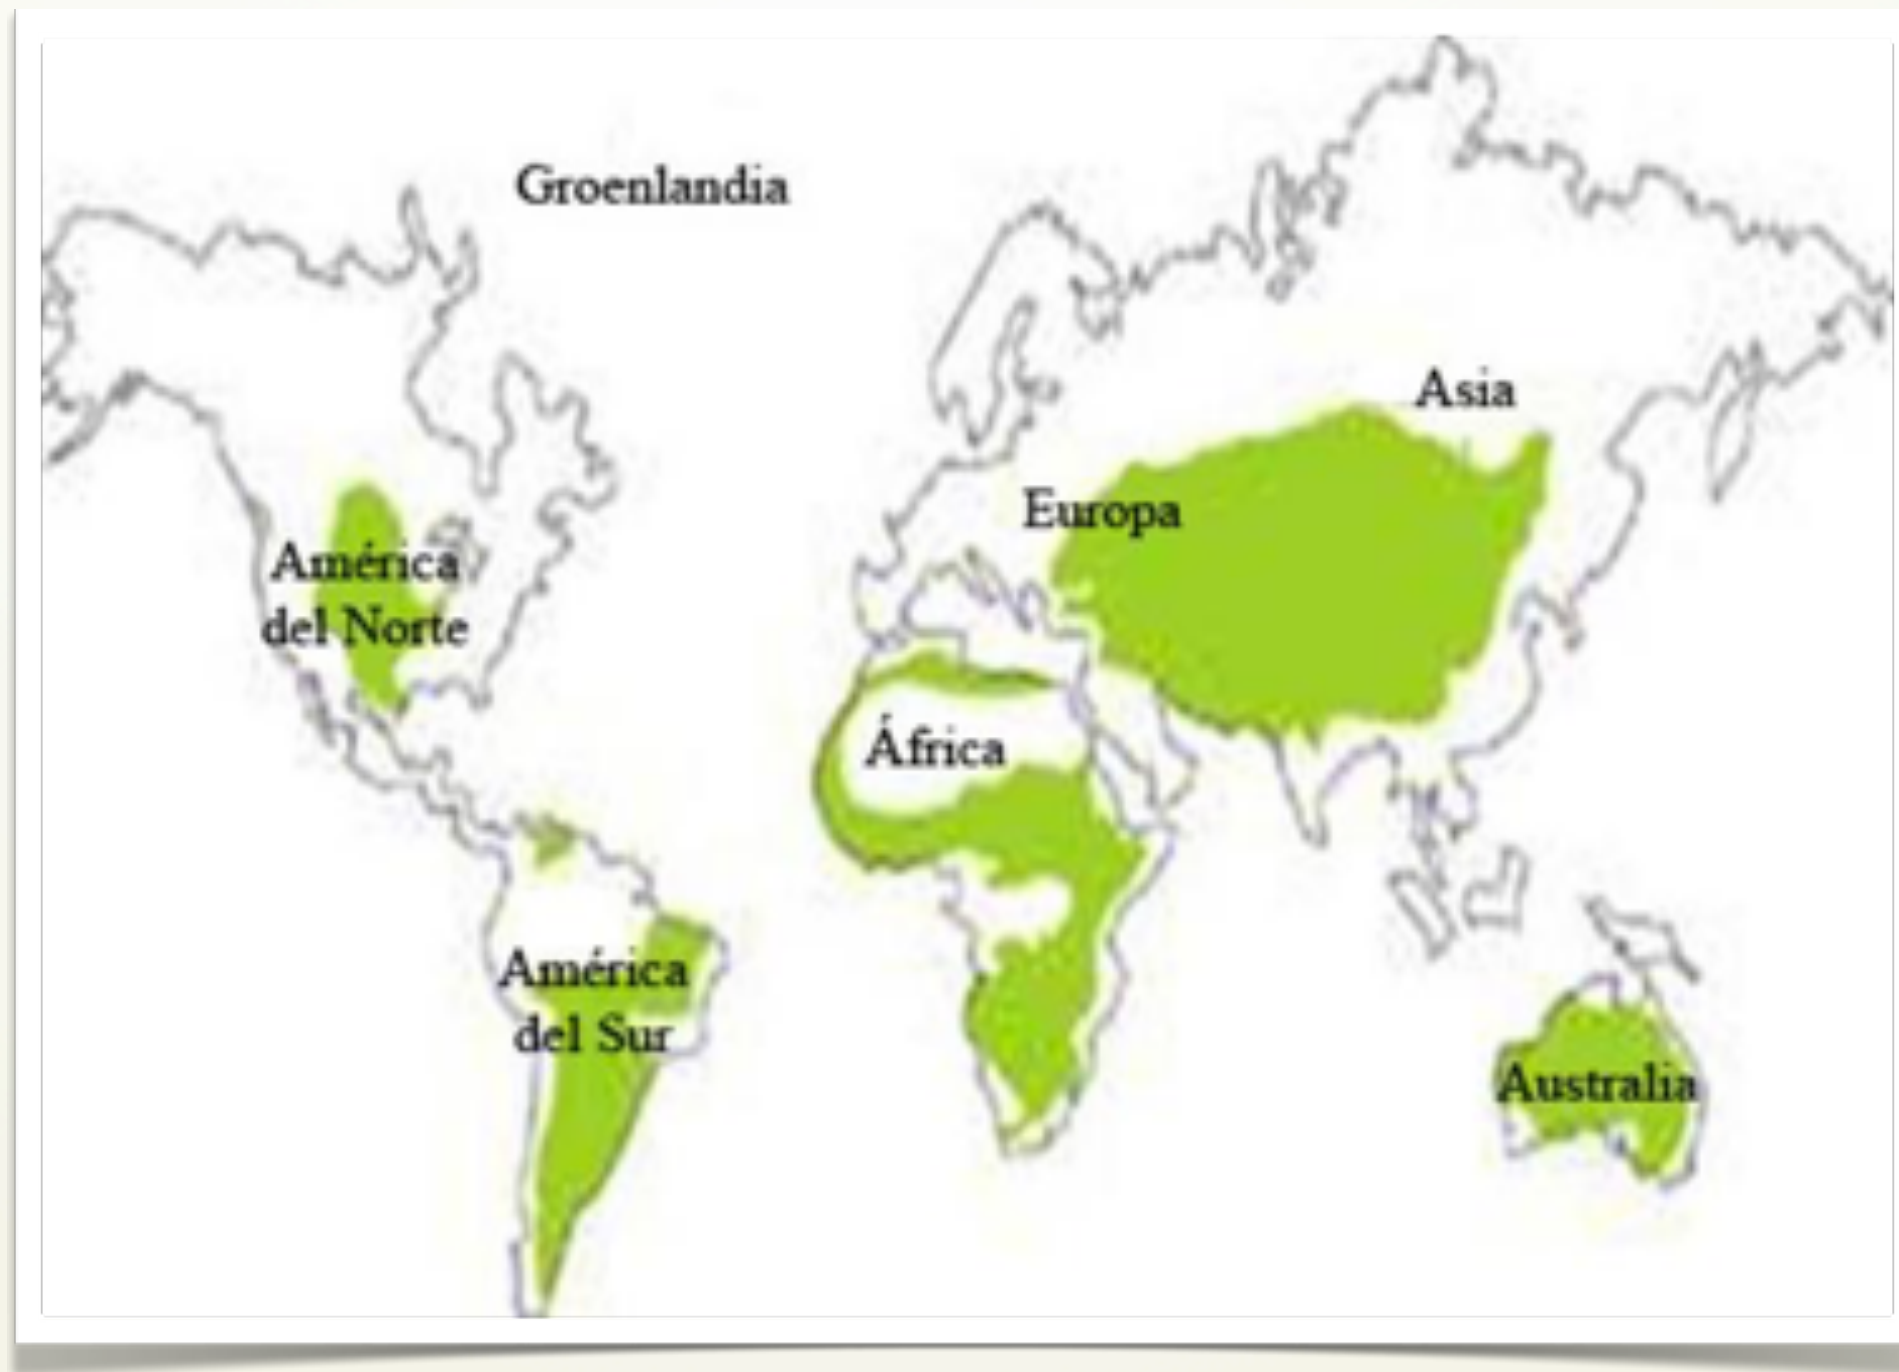 Groenlandia
Asia
Europa
América
del Norte
África
América
del Sur
Australia